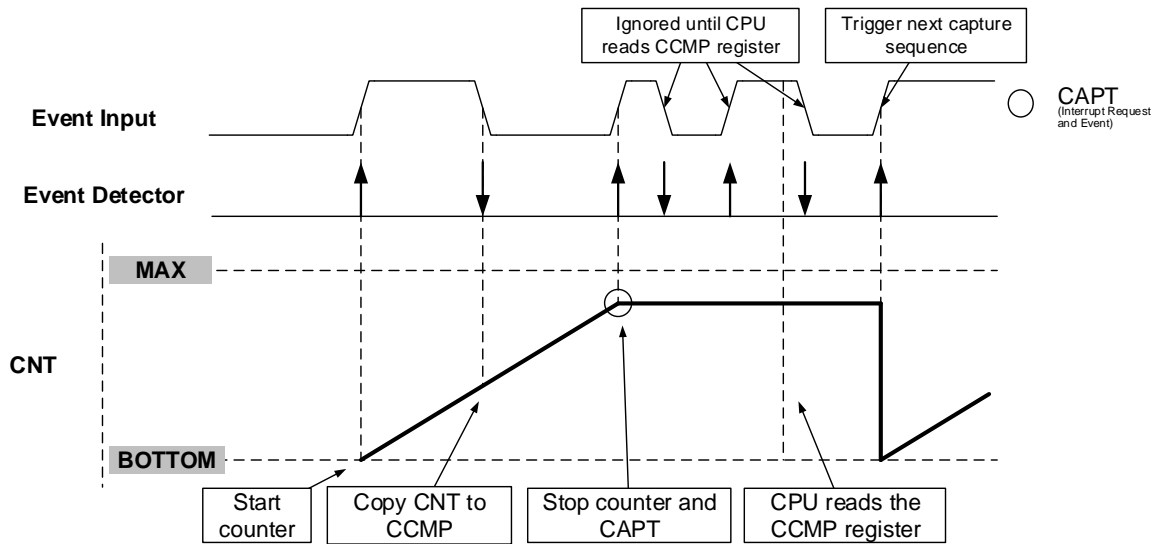 Ignored until CPU
reads CCMP register
Trigger next capture
sequence
Event Input
CAPT
(Interrupt Request
and Event)
Event Detector
MAX
CNT
BOTTOM
Start
counter
Copy CNT to
CCMP
Stop counter and
CAPT
CPU reads the
CCMP register